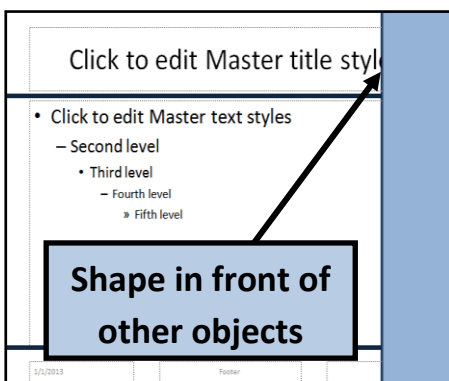 Click to edit Master title styl
• Click to edit Master text styles
– Second level
• Third level
– Fourth level
» Fifth level
Shape in front of
other objects
1/1/2013
Footer